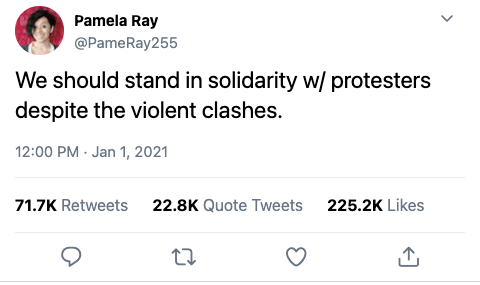 Pamela Ray
@PameRay255
We should stand in solidarity w/ protesters
despite the violent clashes.
12:00 PM · Jan 1, 2021
71.7K Retweets 22.8K Quote Tweets 225.2K Likes